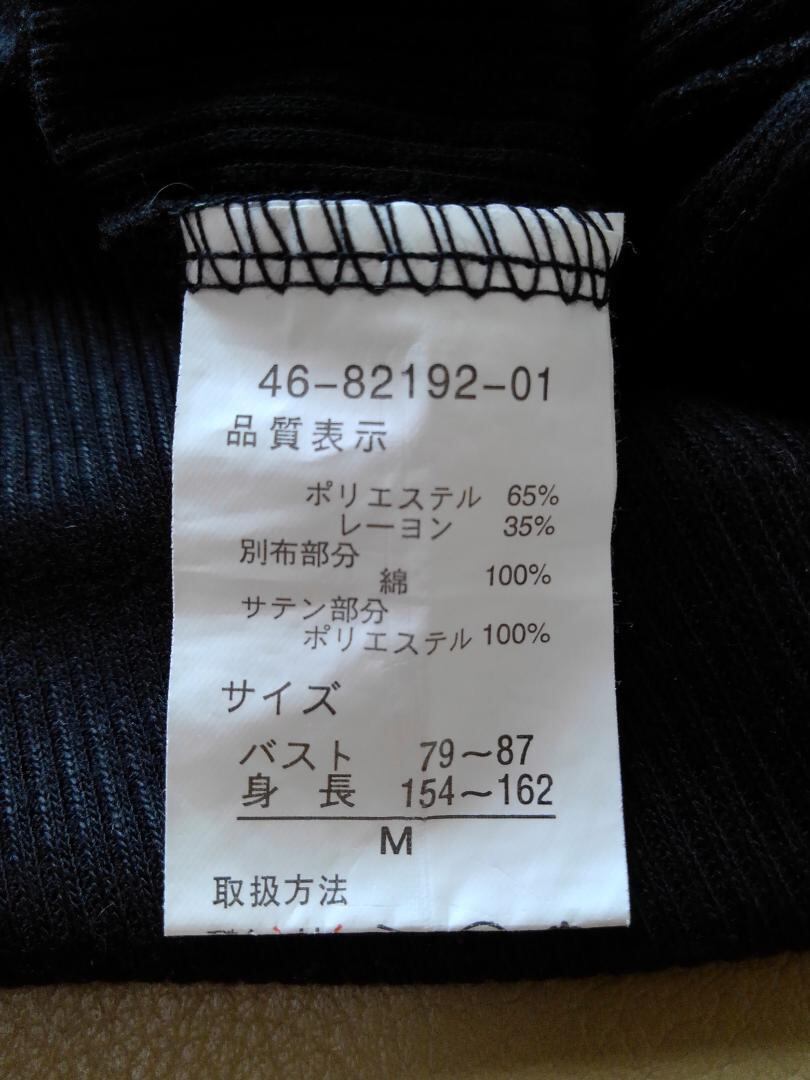 46-82192-01
品質表示
ポリエステル 65%
レーヨン 35%
別布部分
綿 100%
サテン部分
ポリエステル 100%
サイズ
バスト 79～87
身 長 154～162
M
取扱方法